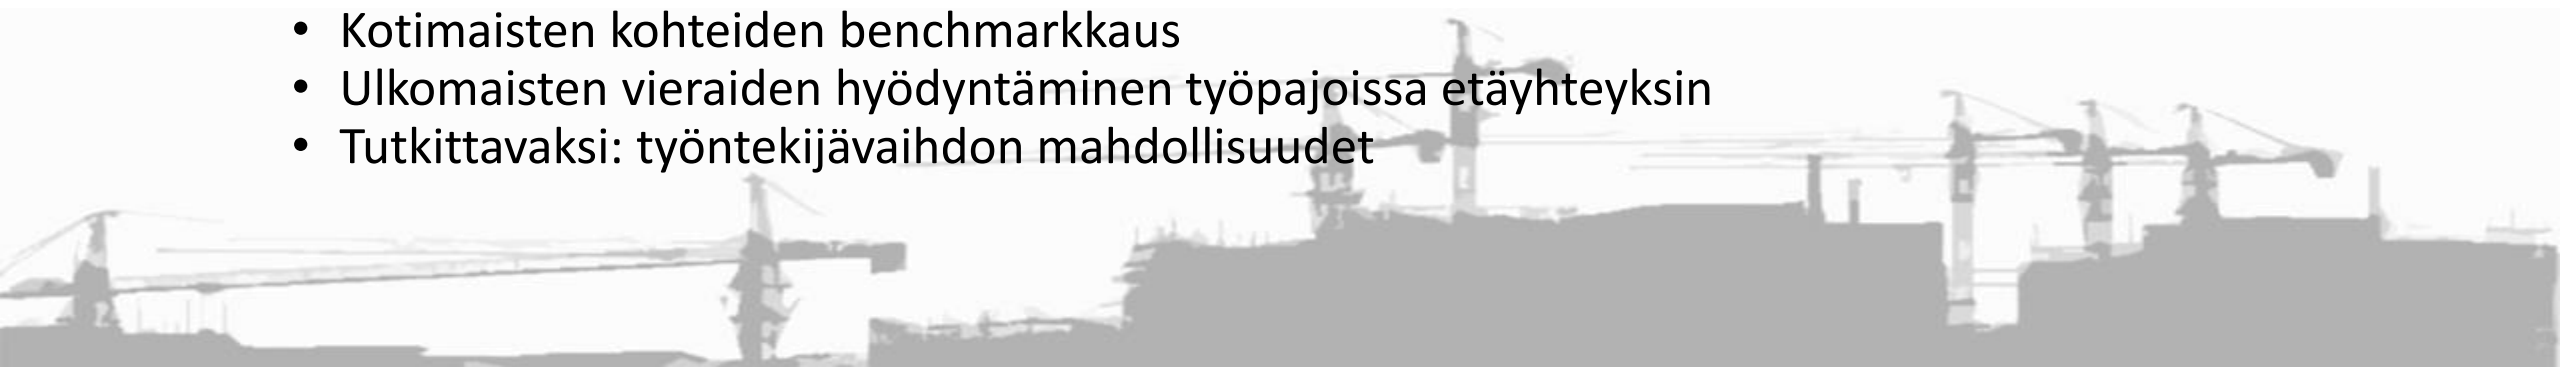 • Kotimaisten kohteiden benchmarkkaus
• Ulkomaisten vieraiden hyödyntäminen työpajoissa etäyhteyksin
• Tutkittavaksi: työntekijävaihdon mahdollisuudet